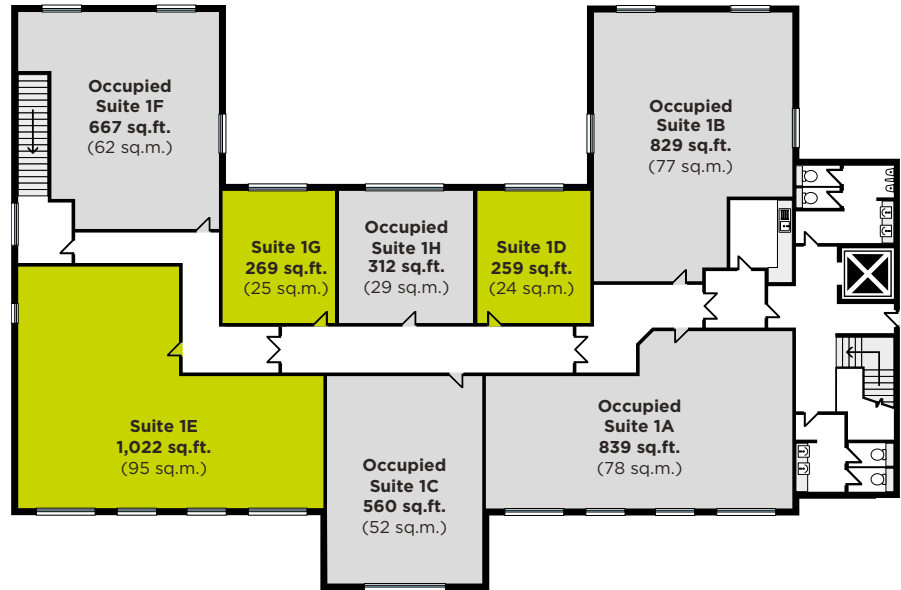 Occupied
Suite 1F
667 sq.ft.
(62 sq.m.)
Occupied
Suite 1B
829 sq.ft.
(77 sq.m.)
Suite 1G
269 sq.ft.
(25 sq.m.)
Occupied
Suite 1H
312 sq.ft.
(29 sq.m.)
Suite 1D
259 sq.ft.
(24 sq.m.)
Suite 1E
1,022 sq.ft.
(95 sq.m.)
Occupied
Suite 1C
560 sq.ft.
(52 sq.m.)
Occupied
Suite 1A
839 sq.ft.
(78 sq.m.)